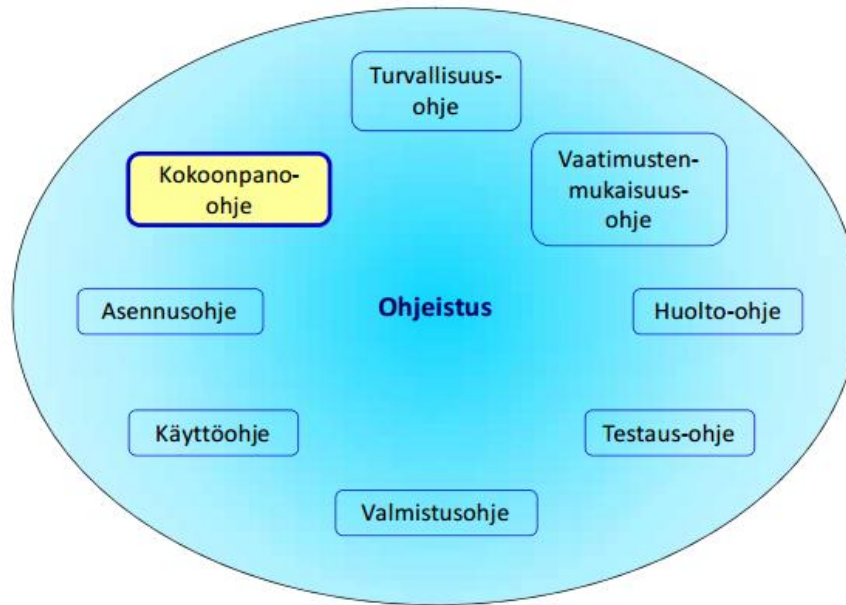 Turvallisuus-
ohje
Vaatimusten-
mukaisuus-
ohje
Kokoonpano-
ohje
Asennusohje
Ohjeistus
Huolto-ohje
Käyttöohje
Testaus-ohje
Valmistusohje